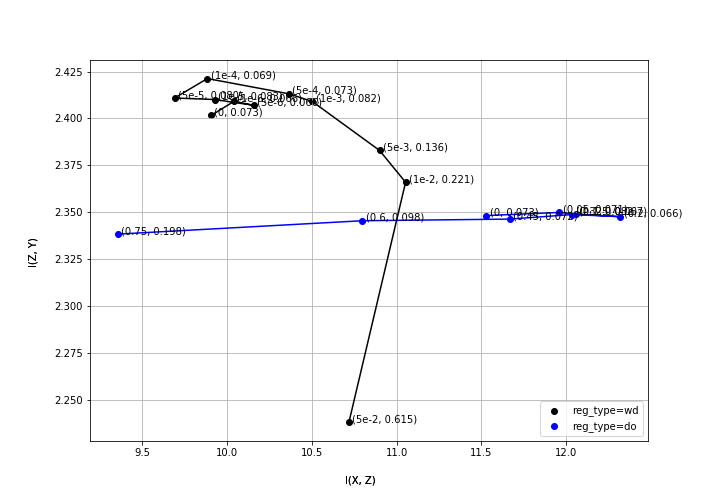 2.425
2.400
2.375
2.350
2.325
2.300
2.275
2.250
I(Z, Y)
(1e-4, 0.069)
(5e-4, 0.073)
(1e-3, 0.082)
(0, 0.073)
(5e-3, 0.136)
(1e-2, 0.221)
(0, 0.073)
(0.6, 0.098)
(0.75, 0.198)
(5e-2, 0.615)
reg_type=wd
reg_type=do
9.5
10.0
10.5
11.0
11.5
12.0
I(X, Z)